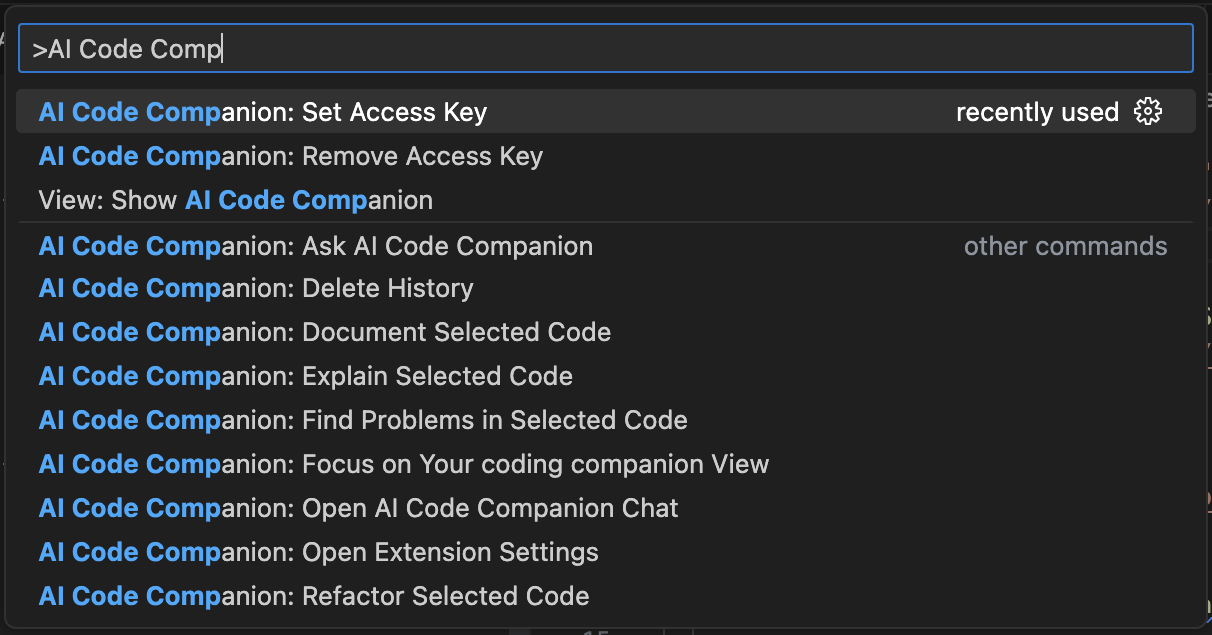 >AI Code Comp
AI Code Companion: Set Access Key recently used
AI Code Companion: Remove Access Key
View: Show AI Code Companion
AI Code Companion: Ask AI Code Companion other commands
AI Code Companion: Delete History
AI Code Companion: Document Selected Code
AI Code Companion: Explain Selected Code
AI Code Companion: Find Problems in Selected Code
AI Code Companion: Focus on Your coding companion View
AI Code Companion: Open AI Code Companion Chat
AI Code Companion: Open Extension Settings
AI Code Companion: Refactor Selected Code